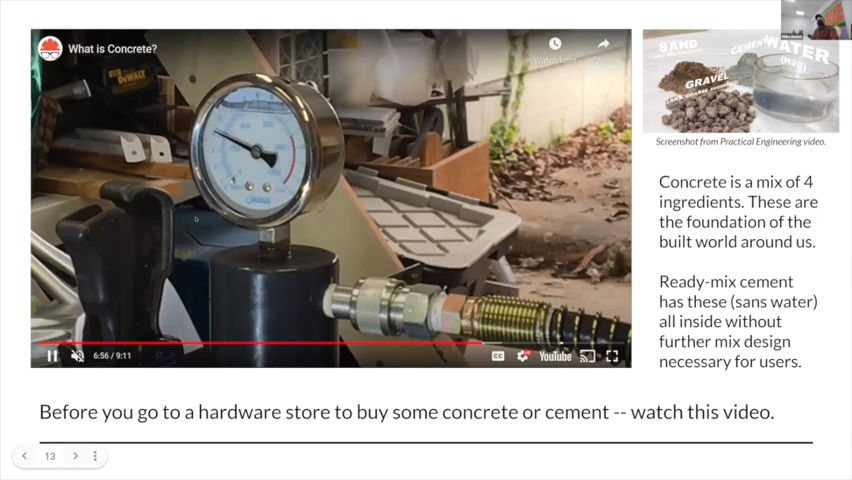 What is Concrete?
DEWALT
Watch later
Share
SAND
CEMENT
WATER
(H20)
GRAVEL
Screenshot from Practical Engineering video.
Concrete is a mix of 4
ingredients. These are
the foundation of the
built world around us.
Ready-mix cement
has these (sans water)
all inside without
further mix design
necessary for users.
6:56 / 9:11
CC
YouTube
Before you go to a hardware store to buy some concrete or cement -- watch this video.
13